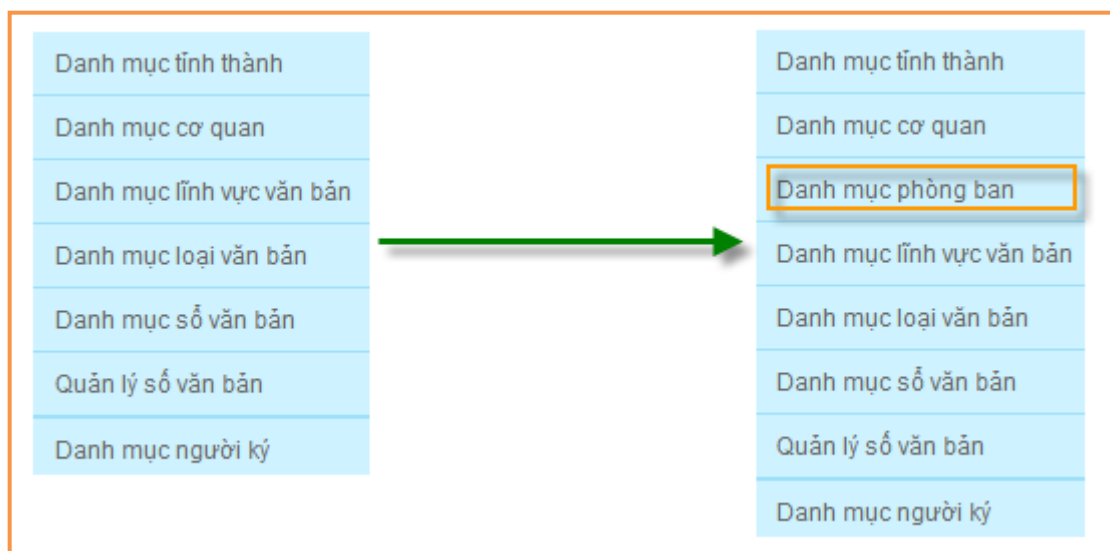 Danh mục tỉnh thành
Danh mục cơ quan
Danh mục lĩnh vực văn bản
Danh mục loại văn bản
Danh mục sổ văn bản
Quản lý số văn bản
Danh mục người ký
Danh mục tỉnh thành
Danh mục cơ quan
Danh mục phòng ban
Danh mục lĩnh vực văn bản
Danh mục loại văn bản
Danh mục sổ văn bản
Quản lý số văn bản
Danh mục người ký